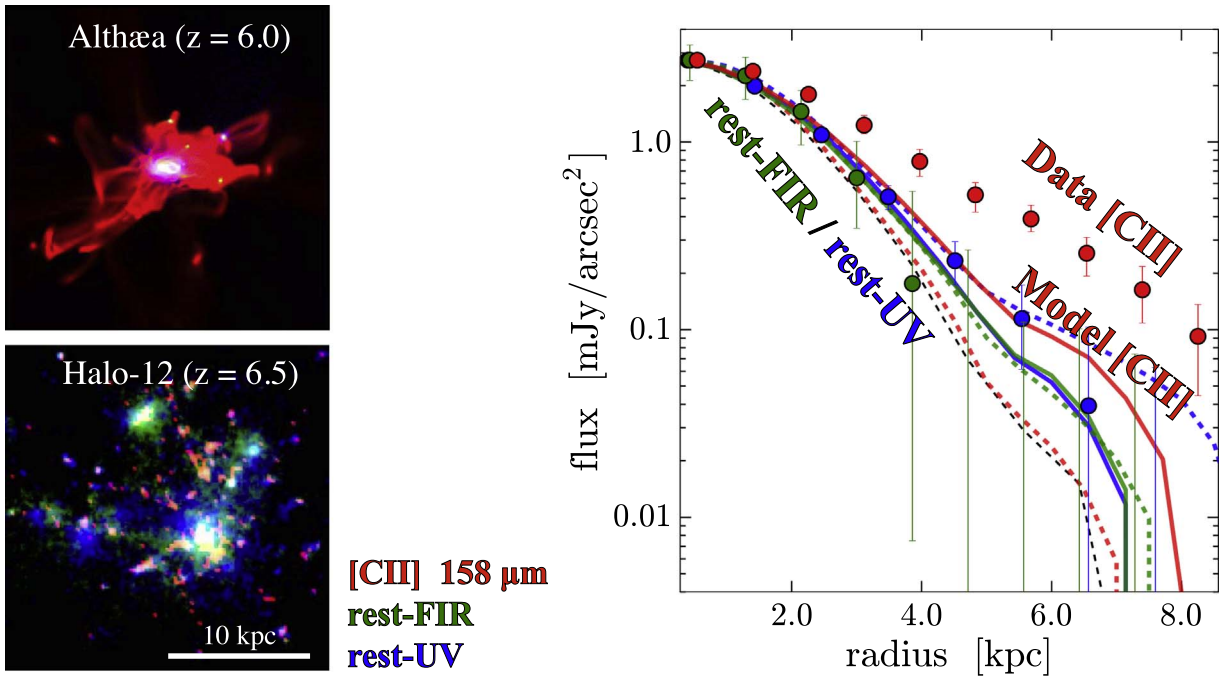 Althæa (z = 6.0)
Halo-12 (z = 6.5)
10 kpc
[CII] 158 μm
rest-FIR
rest-UV
flux [mJy/arcsec²]
1.0
0.1
0.01
rest-FIR / rest-UV
Data [CII]
Model [CII]
2.0 4.0 6.0 8.0
radius [kpc]